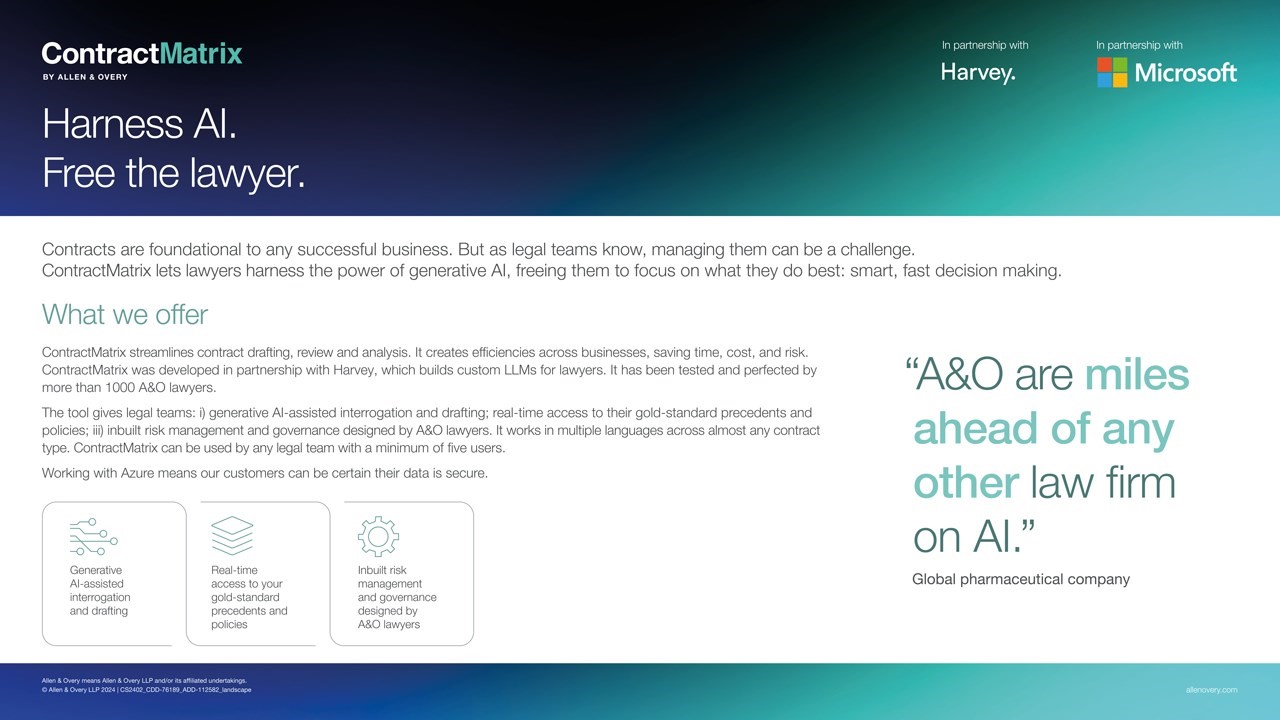 ContractMatrix
BY ALLEN & OVERY
In partnership with
Harvey.
In partnership with
Microsoft
Harness AI.
Free the lawyer.
Contracts are foundational to any successful business. But as legal teams know, managing them can be a challenge.
ContractMatrix lets lawyers harness the power of generative AI, freeing them to focus on what they do best: smart, fast decision making.
What we offer
ContractMatrix streamlines contract drafting, review and analysis. It creates efficiencies across businesses, saving time, cost, and risk.
ContractMatrix was developed in partnership with Harvey, which builds custom LLMs for lawyers. It has been tested and perfected by
more than 1000 A&O lawyers.
The tool gives legal teams: i) generative AI-assisted interrogation and drafting; real-time access to their gold-standard precedents and
policies; iii) inbuilt risk management and governance designed by A&O lawyers. It works in multiple languages across almost any contract
type. ContractMatrix can be used by any legal team with a minimum of five users.
Working with Azure means our customers can be certain their data is secure.
Generative
AI-assisted
interrogation
and drafting
Real-time
access to your
gold-standard
precedents and
policies
Inbuilt risk
management
and governance
designed by
A&O lawyers
“A&O are miles
ahead of any
other law firm
on AI.”
Global pharmaceutical company
Allen & Overy means Allen & Overy LLP and/or its affiliated undertakings.
© Allen & Overy LLP 2024 | CS2402_CDD-76189_ADD-112582_landscape
allenovery.com